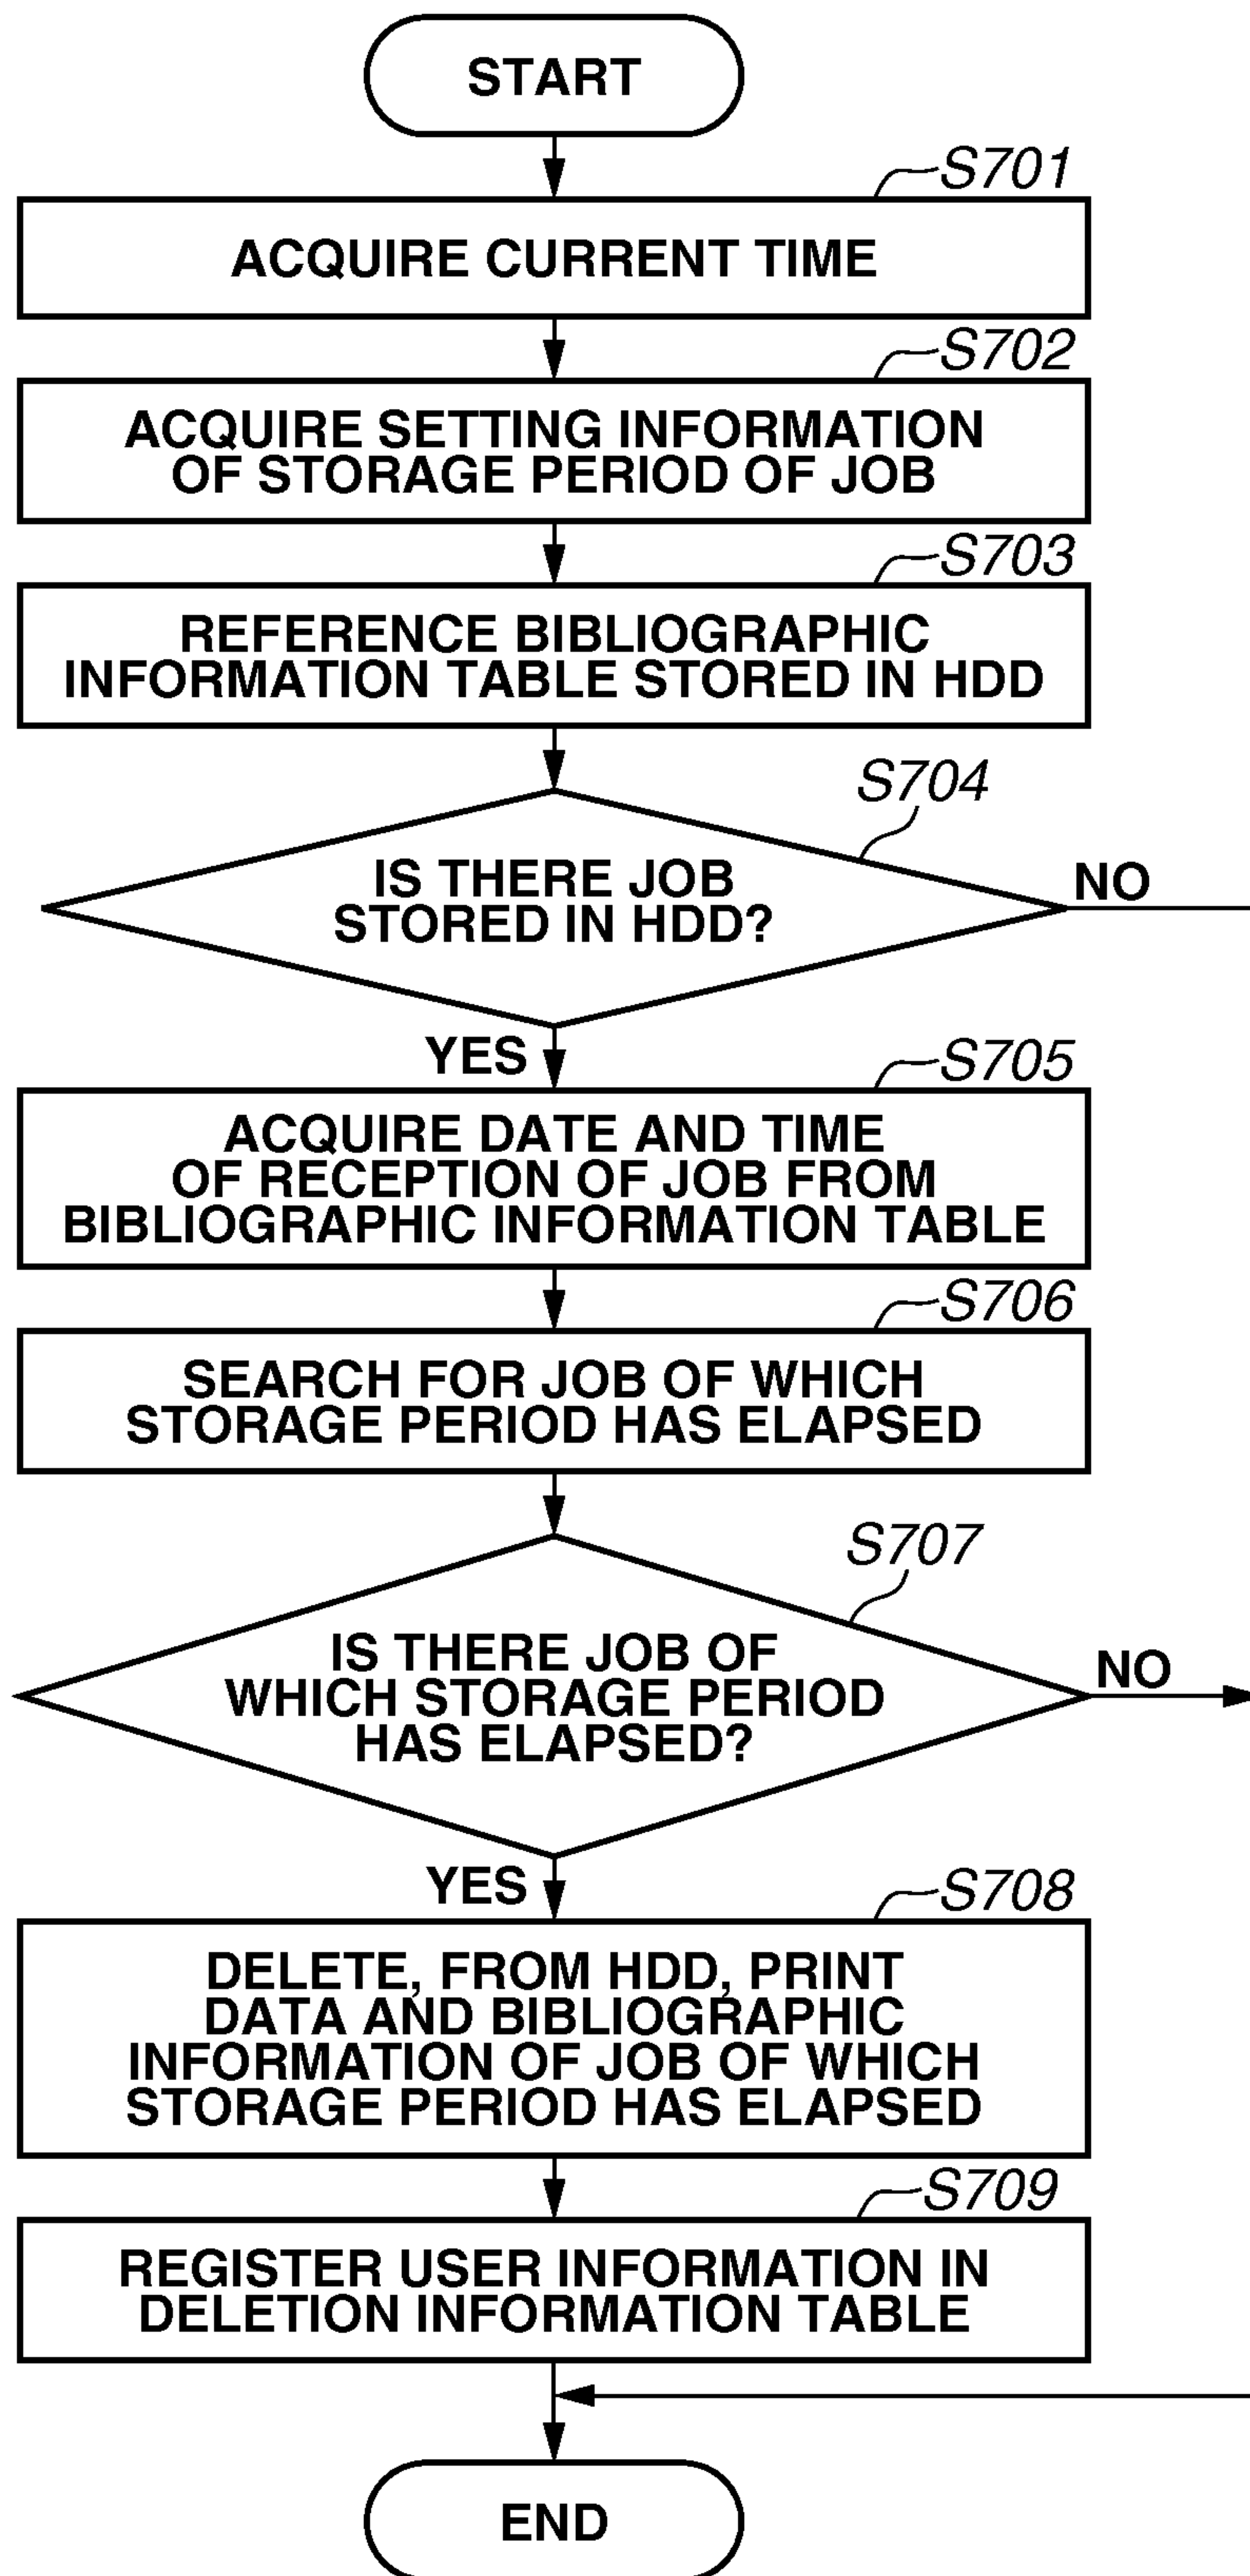 START
S701
ACQUIRE CURRENT TIME
S702
ACQUIRE SETTING INFORMATION
OF STORAGE PERIOD OF JOB
S703
REFERENCE BIBLIOGRAPHIC
INFORMATION TABLE STORED IN HDD
S704
IS THERE JOB
STORED IN HDD?
NO
YES
S705
ACQUIRE DATE AND TIME
OF RECEPTION OF JOB FROM
BIBLIOGRAPHIC INFORMATION TABLE
S706
SEARCH FOR JOB OF WHICH
STORAGE PERIOD HAS ELAPSED
S707
IS THERE JOB OF
WHICH STORAGE PERIOD
HAS ELAPSED?
NO
YES
S708
DELETE, FROM HDD, PRINT
DATA AND BIBLIOGRAPHIC
INFORMATION OF JOB OF WHICH
STORAGE PERIOD HAS ELAPSED
S709
REGISTER USER INFORMATION IN
DELETION INFORMATION TABLE
END